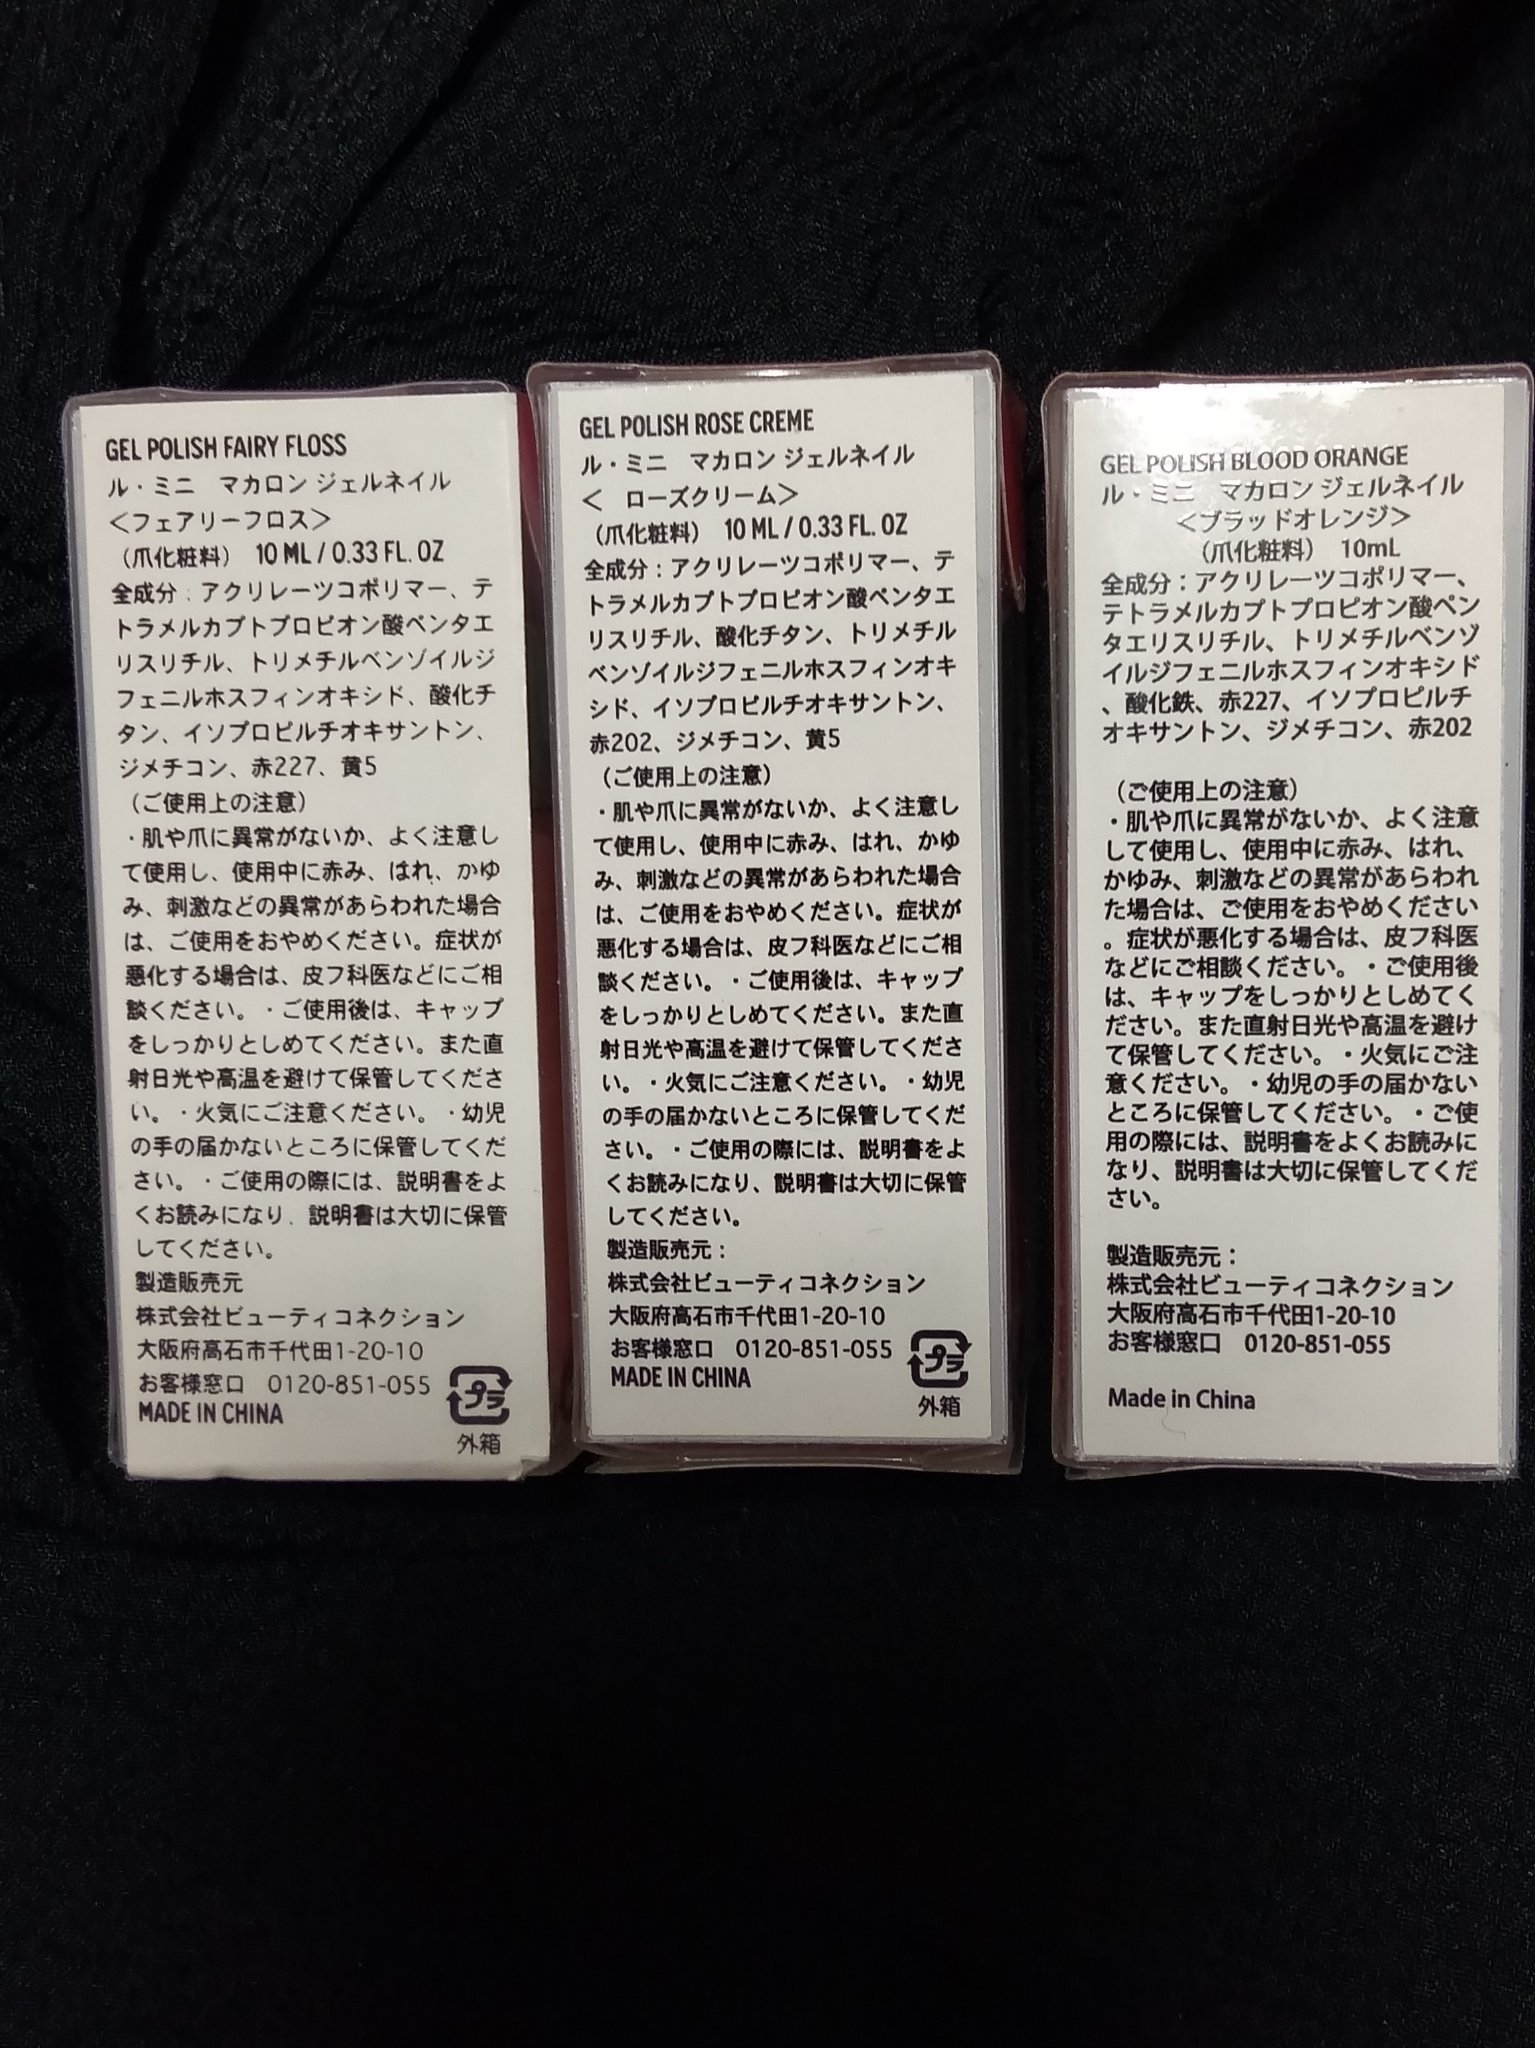 GEL POLISH FAIRY FLOSS
ル・ミニ　マカロン ジェルネイル
＜フェアリーフロス＞
（爪化粧料）　10 ML / 0.33 FL. OZ
全成分：アクリレーツコポリマー、テ
トラメルカプトプロピオン酸ペンタエ
リスリチル、トリメチルベンゾイルジ
フェニルホスフィンオキシド、酸化チ
タン、イソプロピルチオキサントン、
ジメチコン、赤227、黄5
（ご使用上の注意）
・肌や爪に異常がないか、よく注意し
て使用し、使用中に赤み、はれ、かゆ
み、刺激などの異常があらわれた場合
は、ご使用をおやめください。症状が
悪化する場合は、皮フ科医などにご相
談ください。・ご使用後は、キャップ
をしっかりとしめてください。また直
射日光や高温を避けて保管してくださ
い。・火気にご注意ください。・幼児
の手の届かないところに保管してくだ
さい。・ご使用の際には、説明書をよ
くお読みになり、説明書は大切に保管
してください。
製造販売元
株式会社ビューティコネクション
大阪府高石市千代田1-20-10
お客様窓口　0120-851-055
MADE IN CHINA
プラ
外箱
GEL POLISH ROSE CREME
ル・ミニ　マカロン ジェルネイル
＜　ローズクリーム＞
（爪化粧料）　10 ML / 0.33 FL. OZ
全成分：アクリレーツコポリマー、テ
トラメルカプトプロピオン酸ペンタエ
リスリチル、酸化チタン、トリメチル
ベンゾイルジフェニルホスフィンオキ
シド、イソプロピルチオキサントン、
赤202、ジメチコン、黄5
（ご使用上の注意）
・肌や爪に異常がないか、よく注意し
て使用し、使用中に赤み、はれ、かゆ
み、刺激などの異常があらわれた場合
は、ご使用をおやめください。症状が
悪化する場合は、皮フ科医などにご相
談ください。・ご使用後は、キャップ
をしっかりとしめてください。また直
射日光や高温を避けて保管してくださ
い。・火気にご注意ください。・幼児
の手の届かないところに保管してくだ
さい。・ご使用の際には、説明書をよ
くお読みになり、説明書は大切に保管
してください。
製造販売元：
株式会社ビューティコネクション
大阪府高石市千代田1-20-10
お客様窓口　0120-851-055
MADE IN CHINA
プラ
外箱
GEL POLISH BLOOD ORANGE
ル・ミニ　マカロン ジェルネイル
＜ブラッドオレンジ＞
（爪化粧料）　10mL
全成分：アクリレーツコポリマー、
テトラメルカプトプロピオン酸ペン
タエリスリチル、トリメチルベンゾ
イルジフェニルホスフィンオキシド
、酸化鉄、赤227、イソプロピルチ
オキサントン、ジメチコン、赤202
（ご使用上の注意）
・肌や爪に異常がないか、よく注意
して使用し、使用中に赤み、はれ、
かゆみ、刺激などの異常があらわれ
た場合は、ご使用をおやめください
。症状が悪化する場合は、皮フ科医
などにご相談ください。・ご使用後
は、キャップをしっかりとしめてく
ださい。また直射日光や高温を避け
て保管してください。・火気にご注
意ください。・幼児の手の届かない
ところに保管してください。・ご使
用の際には、説明書をよくお読みに
なり、説明書は大切に保管してくだ
さい。
製造販売元：
株式会社ビューティコネクション
大阪府高石市千代田1-20-10
お客様窓口　0120-851-055
Made in China